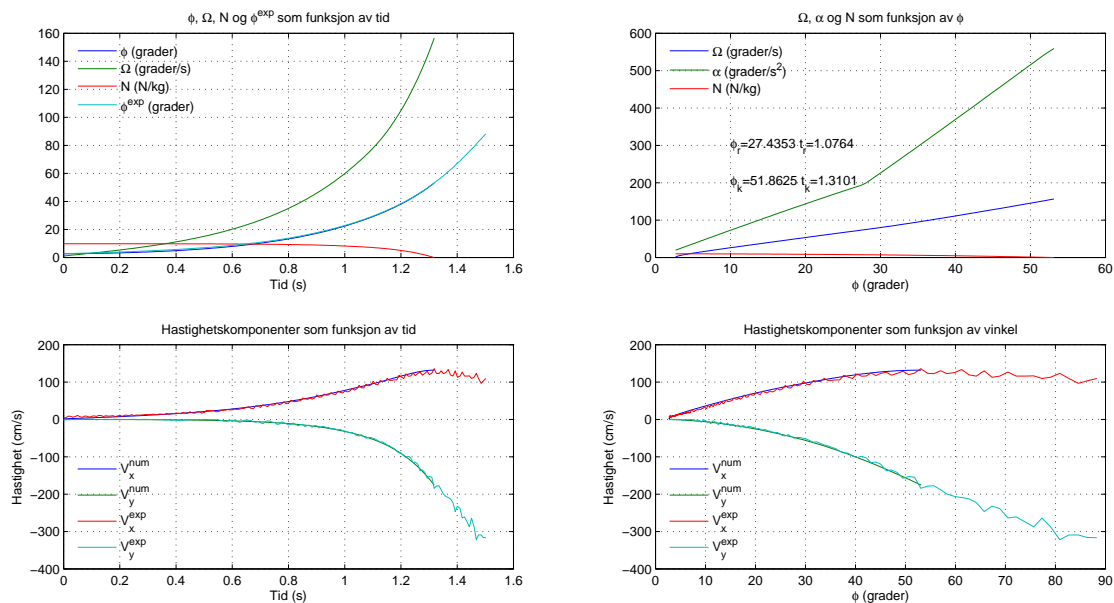 ϕ, Ω, N og ϕ^exp som funksjon av tid
160
140
120
100
80
60
40
20
0
ϕ (grader)
Ω (grader/s)
N (N/kg)
ϕ^exp (grader)
0 0.2 0.4 0.6 0.8 1 1.2 1.4 1.6
Tid (s)
Ω, α og N som funksjon av ϕ
600
500
400
300
200
100
0
Ω (grader/s)
α (grader/s^2)
N (N/kg)
ϕ_r=27.4353 t_r=1.0764
ϕ_k=51.8625 t_k=1.3101
0 10 20 30 40 50 60
ϕ (grader)
Hastighetskomponenter som funksjon av tid
Hastighet (cm/s)
200
100
0
−100
−200
−300
−400
V_x^num
V_y^num
V_x^exp
V_y^exp
0 0.2 0.4 0.6 0.8 1 1.2 1.4 1.6
Tid (s)
Hastighetskomponenter som funksjon av vinkel
Hastighet (cm/s)
200
100
0
−100
−200
−300
−400
V_x^num
V_y^num
V_x^exp
V_y^exp
0 10 20 30 40 50 60 70 80 90
ϕ (grader)